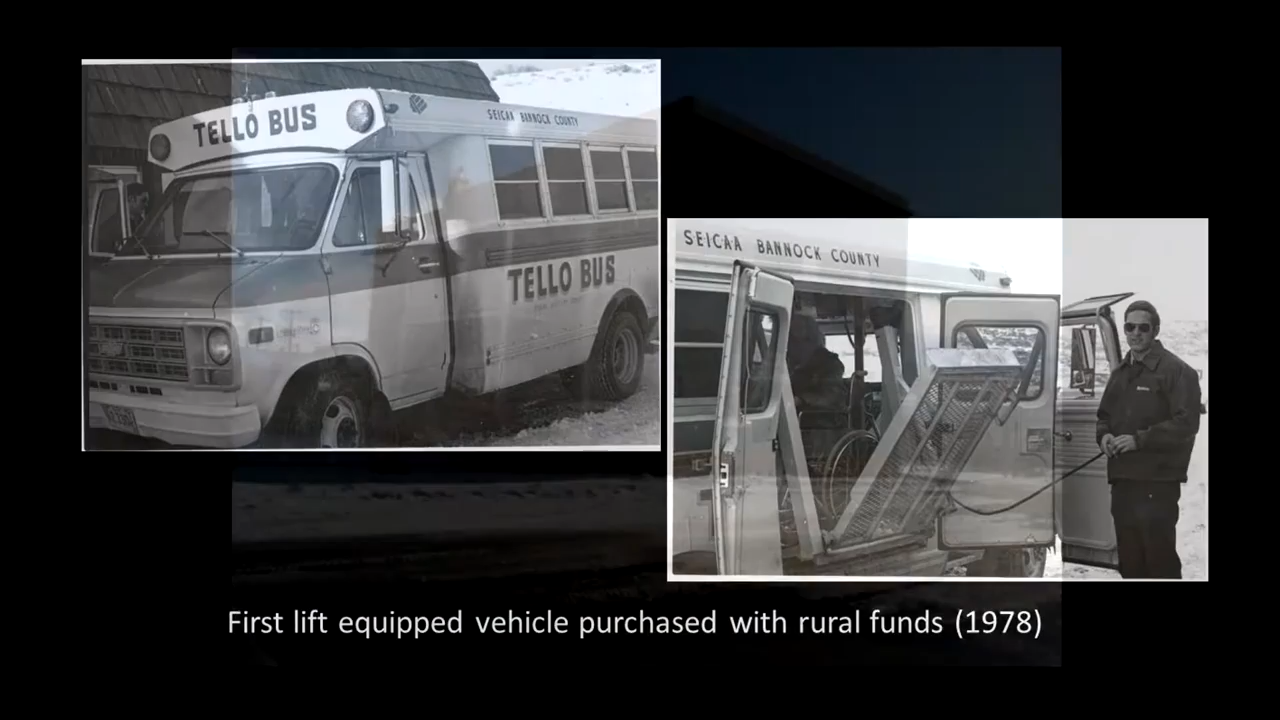 TELLO BUS
SEICAA BANNOCK COUNTY
TELLO BUS
SEICAA BANNOCK COUNTY
First lift equipped vehicle purchased with rural funds (1978)